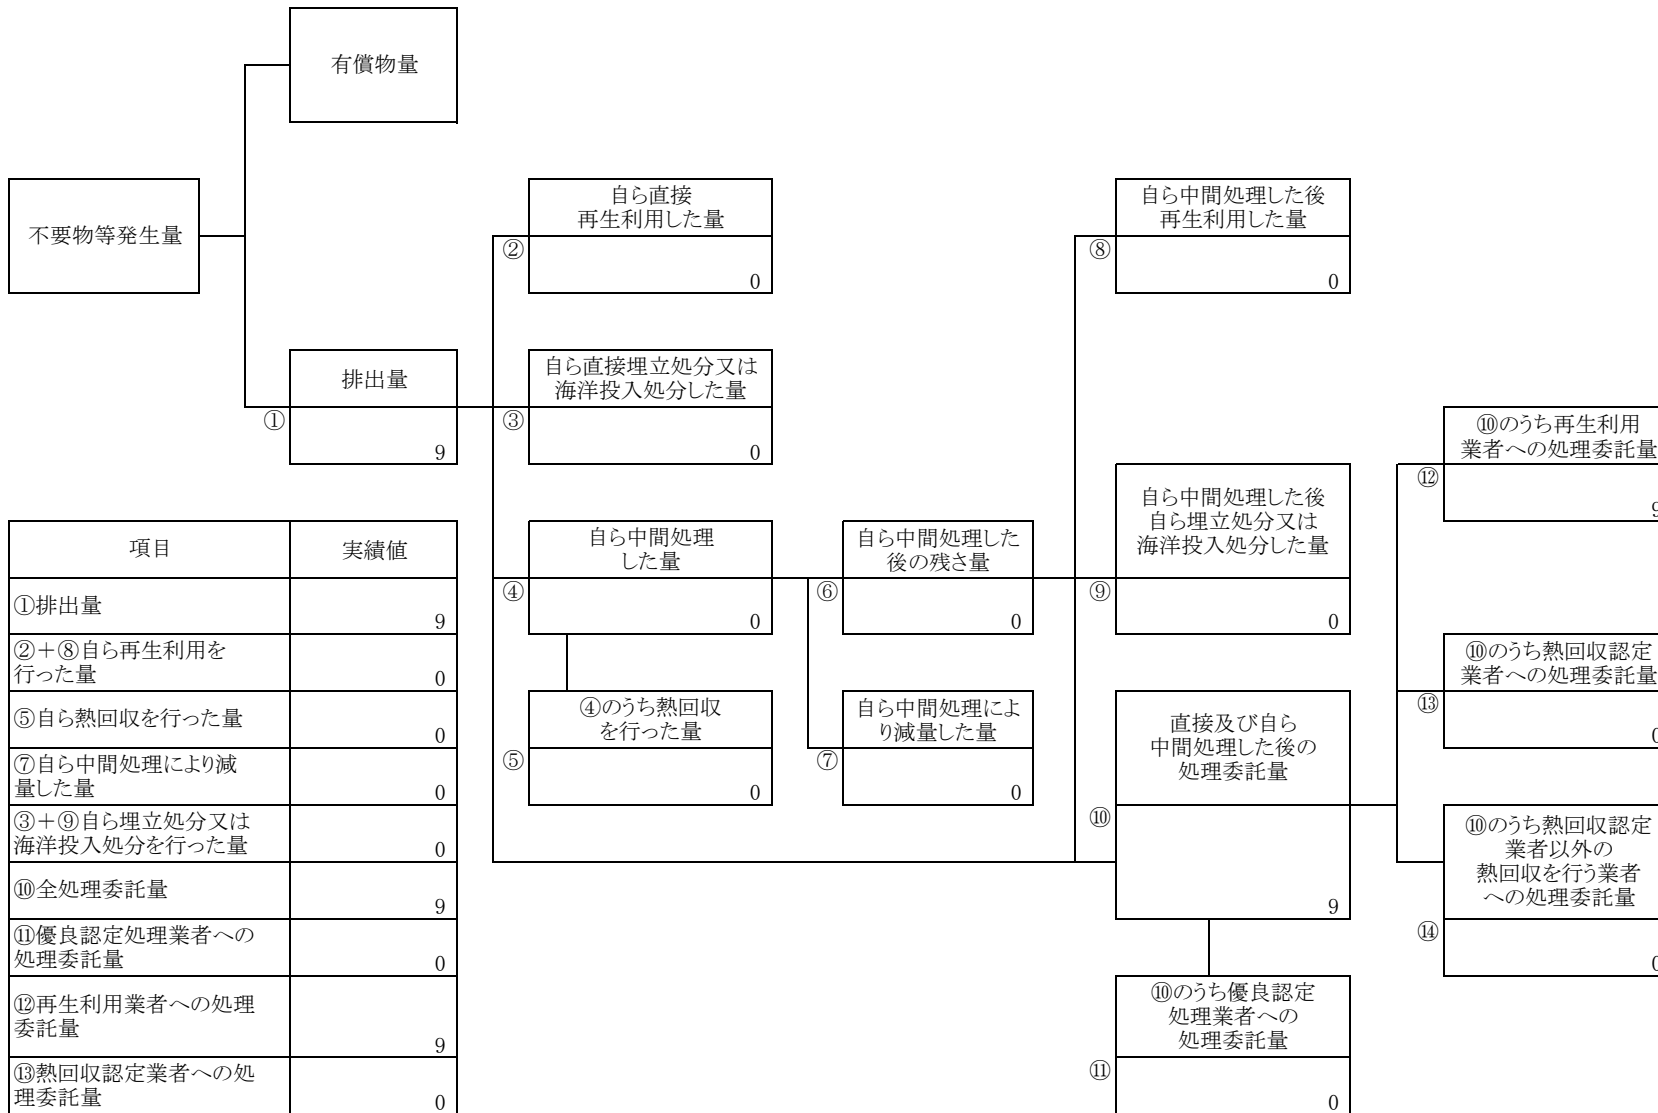 有償物量
不要物等発生量
自ら直接
再生利用した量
②
0
自ら中間処理した後
再生利用した量
⑧
0
排出量
①
9
自ら直接埋立処分又は
海洋投入処分した量
③
0
⑩のうち再生利用
業者への処理委託量
⑫
9
自ら中間処理
した量
④
0
自ら中間処理した
後の残さ量
⑥
0
自ら中間処理した後
自ら埋立処分又は
海洋投入処分した量
⑨
0
⑩のうち熱回収認定
業者への処理委託量
⑬
0
④のうち熱回収
を行った量
⑤
0
自ら中間処理によ
り減量した量
⑦
0
直接及び自ら
中間処理した後の
処理委託量
⑩
9
⑩のうち熱回収認定
業者以外の
熱回収を行う業者
への処理委託量
⑭
0
⑩のうち優良認定
処理業者への
処理委託量
⑪
0
項目 実績値
①排出量 9
②+⑧自ら再生利用を
行った量 0
⑤自ら熱回収を行った量 0
⑦自ら中間処理により減
量した量 0
③+⑨自ら埋立処分又は
海洋投入処分を行った量 0
⑩全処理委託量 9
⑪優良認定処理業者への
処理委託量 0
⑫再生利用業者への処理
委託量 9
⑬熱回収認定業者への処
理委託量 0